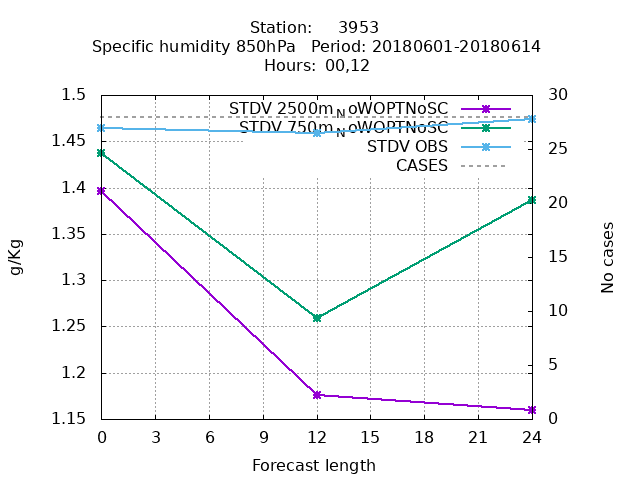 Station: 3953
Specific humidity 850hPa Period: 20180601-20180614
Hours: 00,12
1.5
1.45
1.4
1.35
1.3
1.25
1.2
1.15
g/Kg
STDV 2500m_NoWOPTNoSC
STDV 750m_NoWOPTNoSC
STDV OBS
CASES
30
25
20
15
10
5
0
No cases
0 3 6 9 12 15 18 21 24
Forecast length